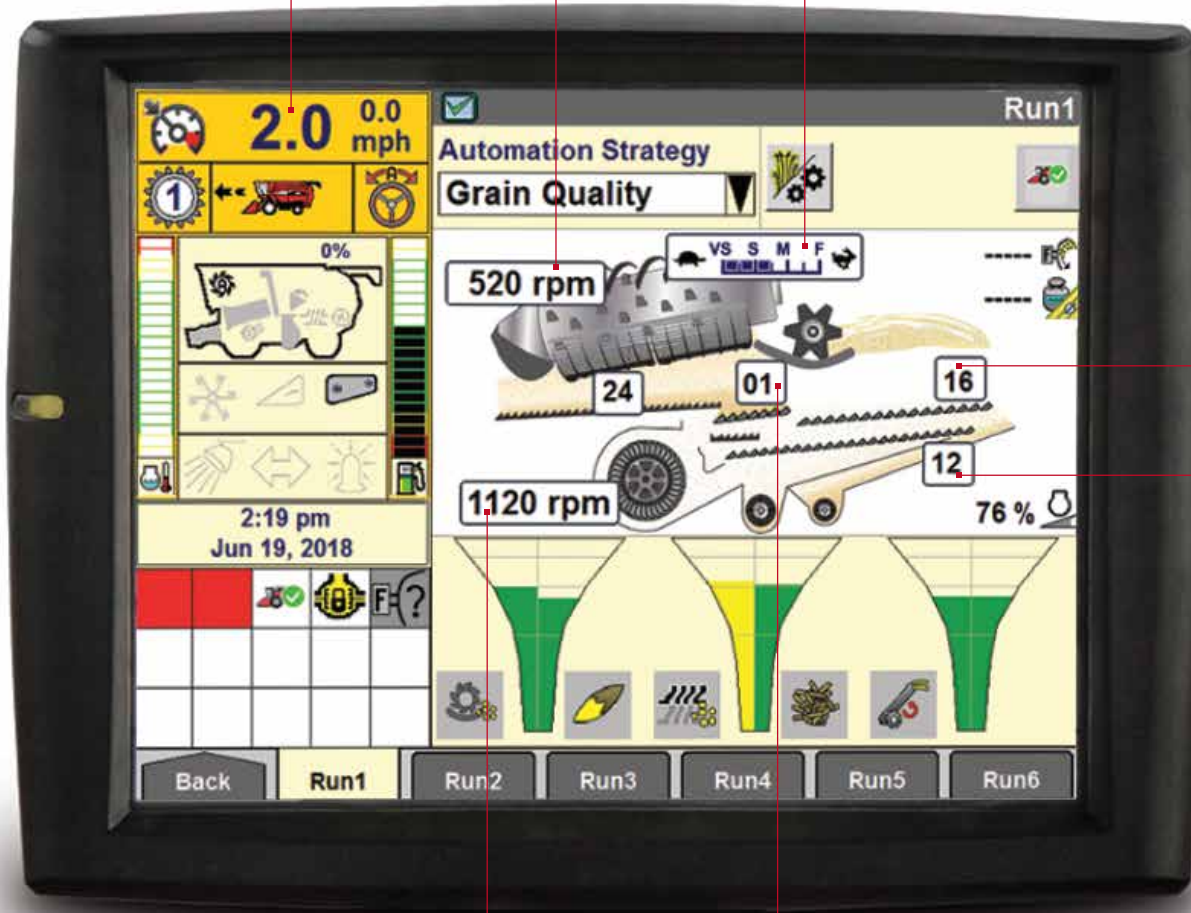 2.0
0.0
mph
1
A
0%
2:19 pm
Jun 19, 2018
F ?
Run1
Automation Strategy
Grain Quality
VS S M F
520 rpm
----- F
-----
24
01
16
12
1120 rpm
76 %
Back
Run1
Run2
Run3
Run4
Run5
Run6